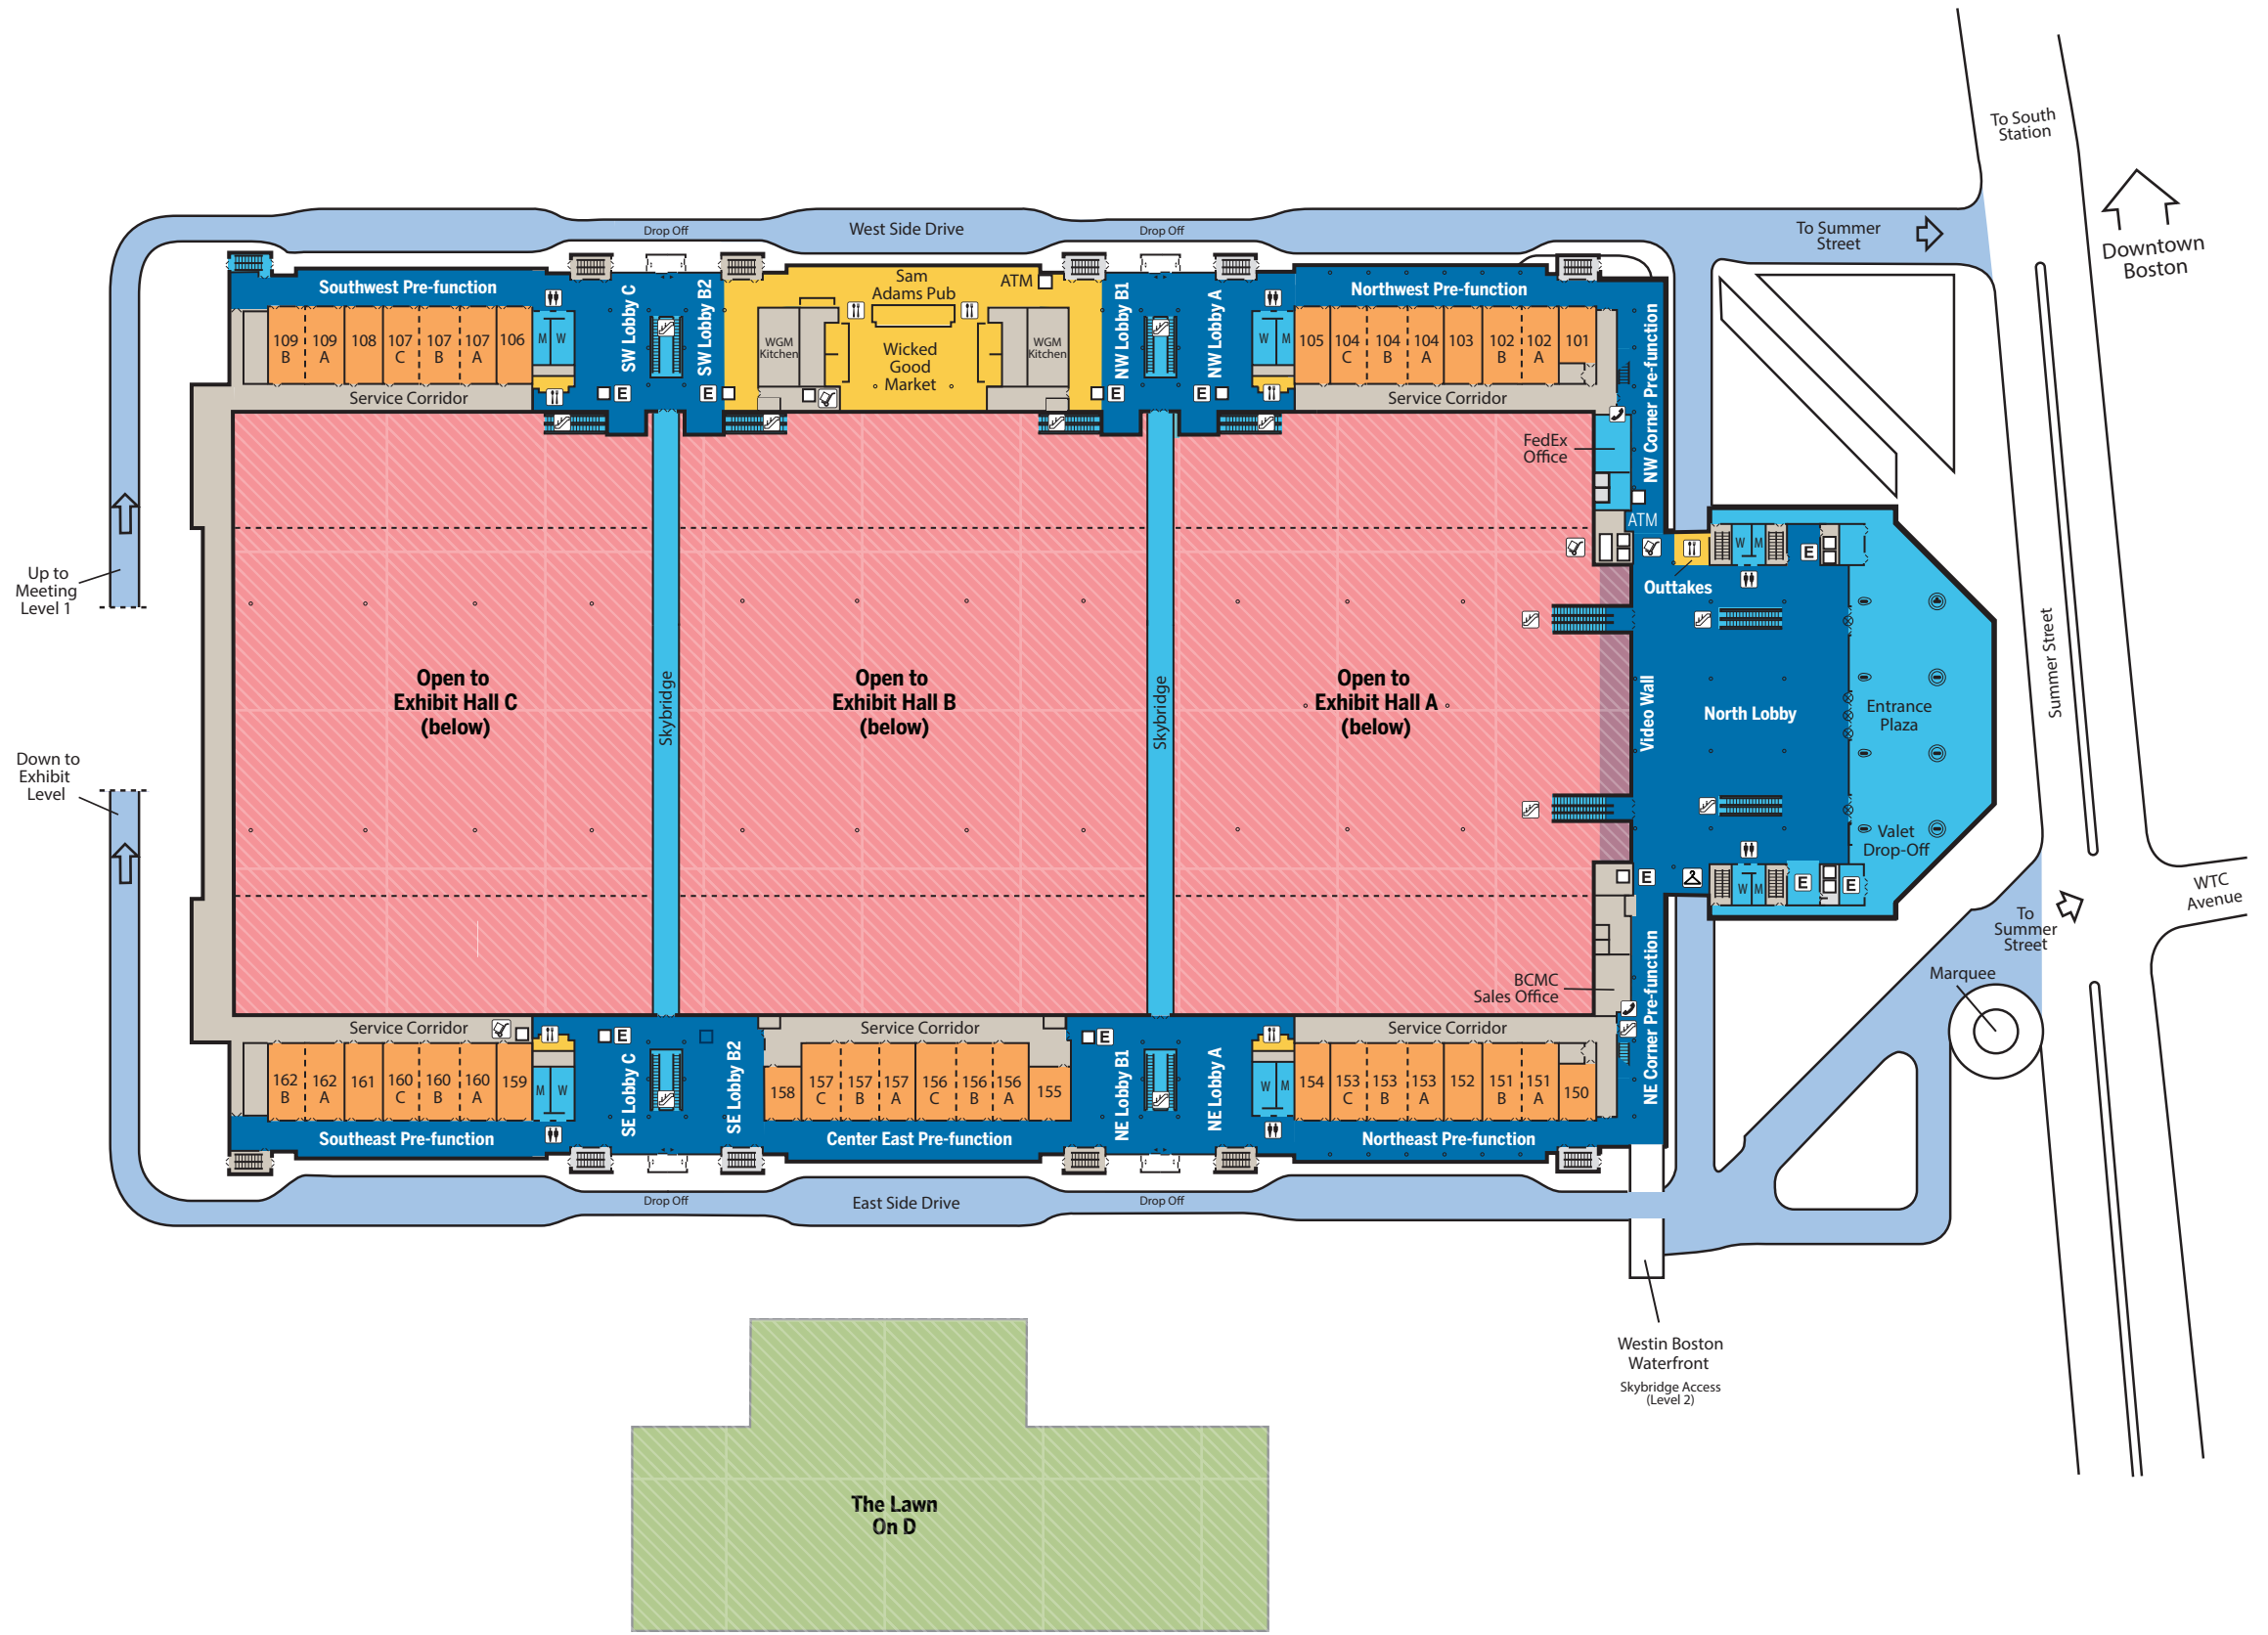 To South
Station
Downtown
Boston
West Side Drive
Drop Off
Drop Off
To Summer
Street
Southwest Pre-function
109
B
109
A
108
107
C
107
B
107
A
106
M
W
Service Corridor
E
SW Lobby C
SW Lobby B2
E
Sam
Adams Pub
ATM
WGM
Kitchen
Wicked
Good
Market
WGM
Kitchen
NW Lobby B1
E
NW Lobby A
E
W
M
Northwest Pre-function
105
104
C
104
B
104
A
103
102
B
102
A
101
Service Corridor
NW Corner Pre-function
FedEx
Office
ATM
Outtakes
W
M
E
Up to
Meeting
Level 1
Down to
Exhibit
Level
Open to
Exhibit Hall C
(below)
Skybridge
Open to
Exhibit Hall B
(below)
Skybridge
Open to
Exhibit Hall A
(below)
Video Wall
North Lobby
Entrance
Plaza
Valet
Drop-Off
Summer Street
WTC
Avenue
To
Summer
Street
Marquee
E
W
M
E
E
BCMC
Sales Office
NE Corner Pre-function
Service Corridor
162
B
162
A
161
160
C
160
B
160
A
159
M
W
Southeast Pre-function
E
SE Lobby C
SE Lobby B2
Service Corridor
158
157
C
157
B
157
A
156
C
156
B
156
A
155
Center East Pre-function
E
NE Lobby B1
NE Lobby A
W
M
Service Corridor
154
153
C
153
B
153
A
152
151
B
151
A
150
Northeast Pre-function
Drop Off
East Side Drive
Drop Off
Westin Boston
Waterfront
Skybridge Access
(Level 2)
The Lawn
On D